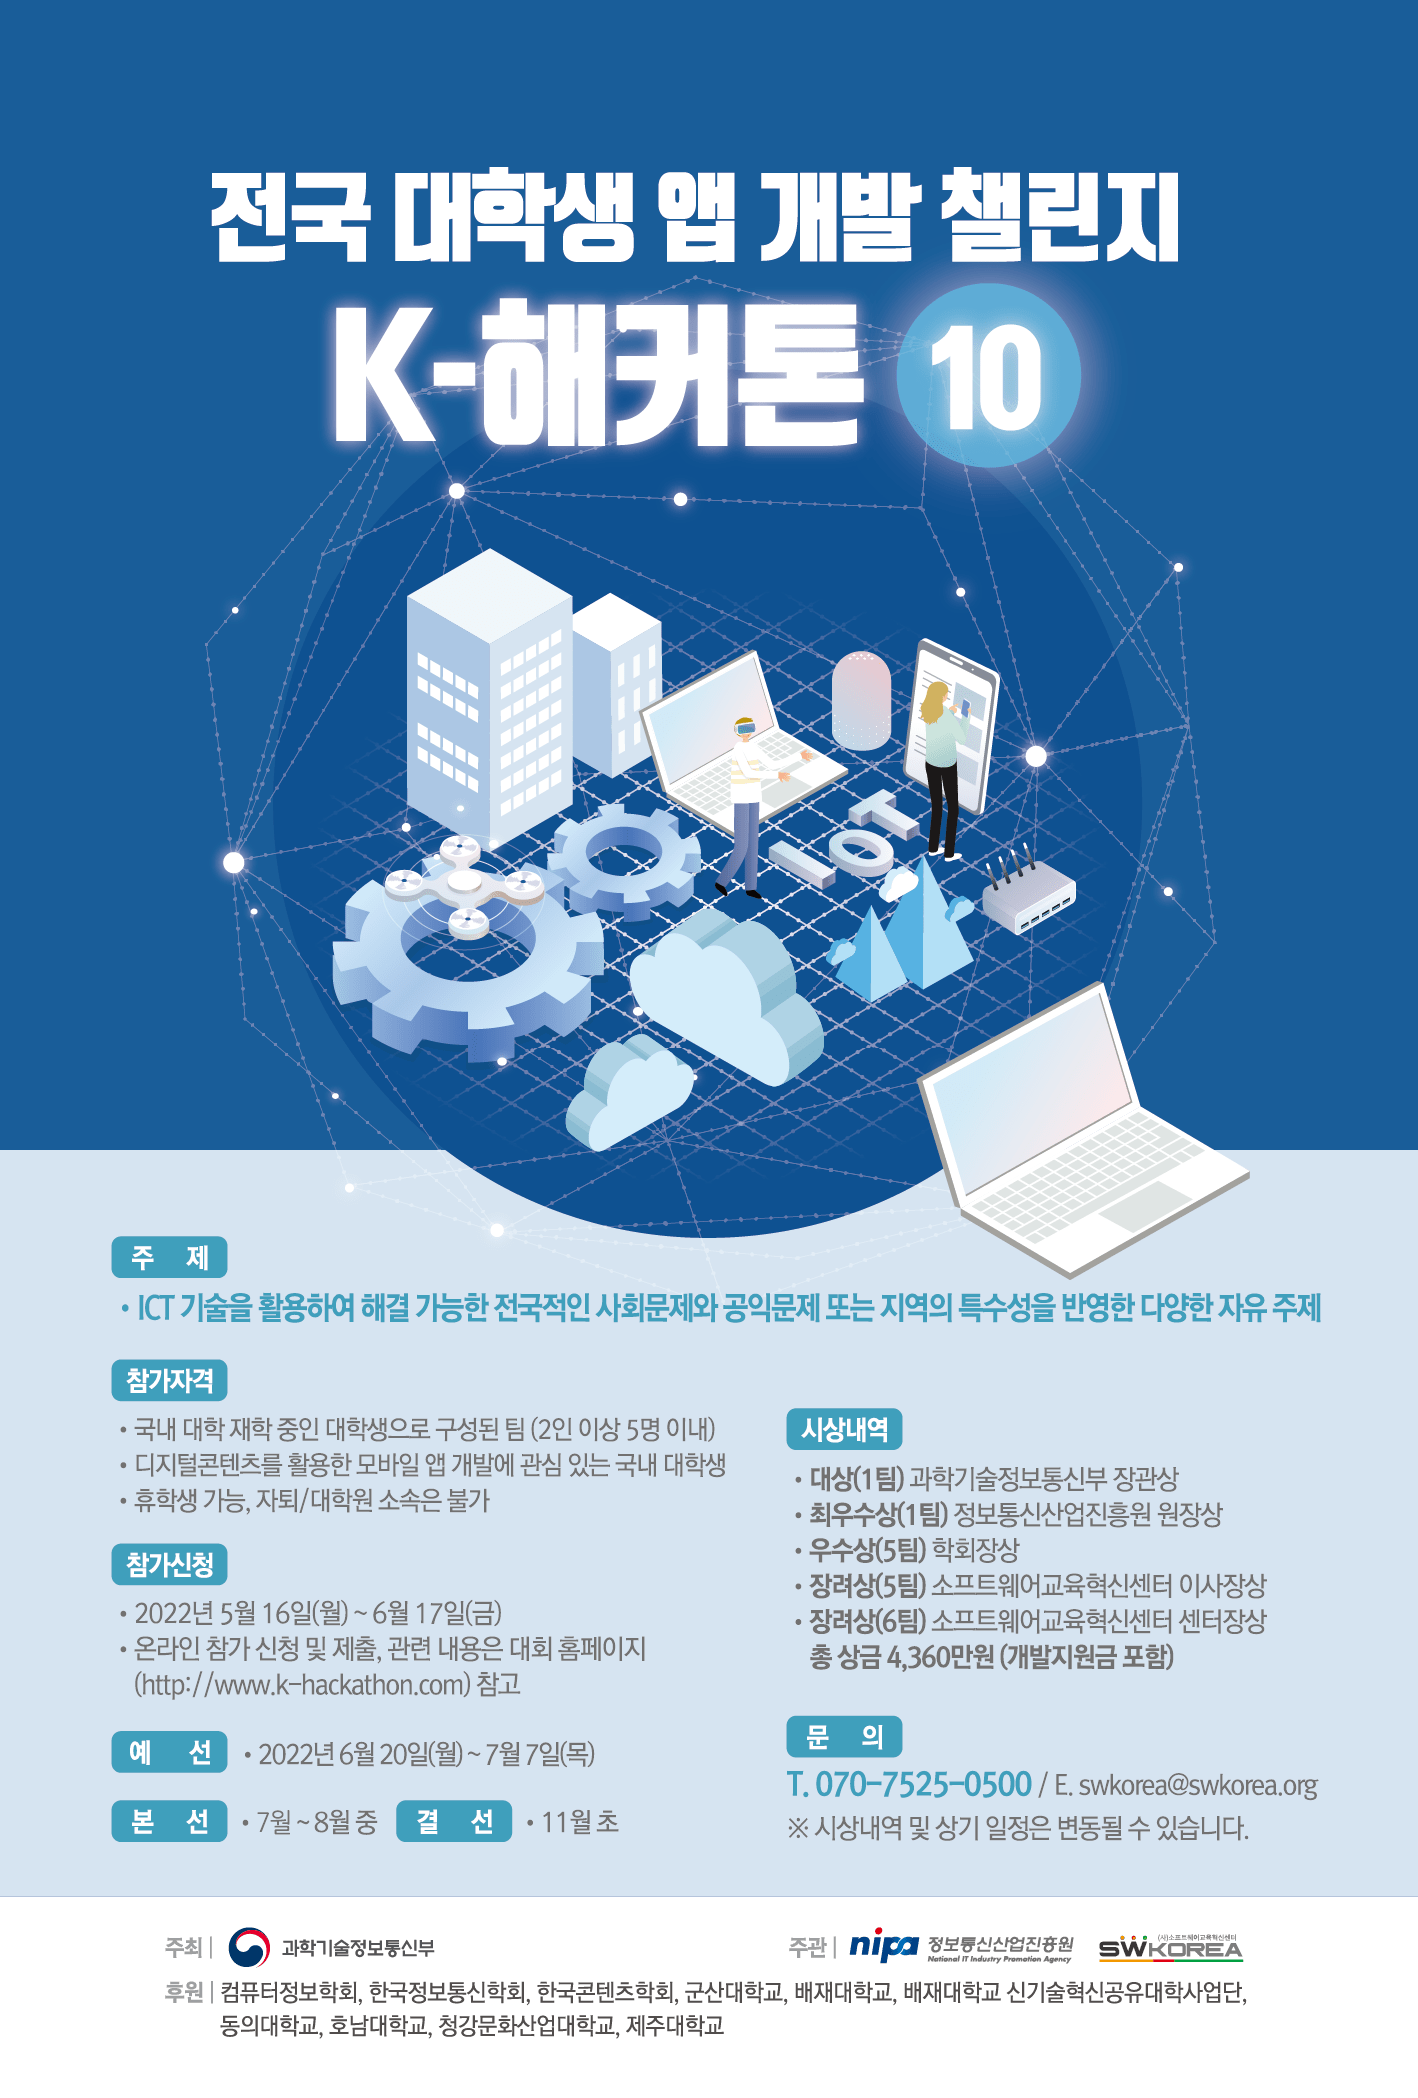 전국 대학생 앱 개발 챌린지
K-해커톤 10
IOT
주 제
• ICT 기술을 활용하여 해결 가능한 전국적인 사회문제와 공익문제 또는 지역의 특수성을 반영한 다양한 자유 주제
참가자격
• 국내 대학 재학 중인 대학생으로 구성된 팀 (2인 이상 5명 이내)
• 디지털콘텐츠를 활용한 모바일 앱 개발에 관심 있는 국내 대학생
• 휴학생 가능, 자퇴/대학원 소속은 불가
참가신청
• 2022년 5월 16일(월) ~ 6월 17일(금)
• 온라인 참가 신청 및 제출, 관련 내용은 대회 홈페이지
(http://www.k-hackathon.com) 참고
예 선 • 2022년 6월 20일(월) ~ 7월 7일(목)
본 선 • 7월 ~ 8월 중 결 선 • 11월 초
시상내역
• 대상(1팀) 과학기술정보통신부 장관상
• 최우수상(1팀) 정보통신산업진흥원 원장상
• 우수상(5팀) 학회장상
• 장려상(5팀) 소프트웨어교육혁신센터 이사장상
• 장려상(6팀) 소프트웨어교육혁신센터 센터장상
총 상금 4,360만원 (개발지원금 포함)
문 의
T. 070-7525-0500 / E. swkorea@swkorea.org
※ 시상내역 및 상기 일정은 변동될 수 있습니다.
주최 | 과학기술정보통신부
주관 | nipa 정보통신산업진흥원
National IT Industry Promotion Agency
(사)소프트웨어교육혁신센터
SWKOREA
후원 | 컴퓨터정보학회, 한국정보통신학회, 한국콘텐츠학회, 군산대학교, 배재대학교, 배재대학교 신기술혁신공유대학사업단,
동의대학교, 호남대학교, 청강문화산업대학교, 제주대학교